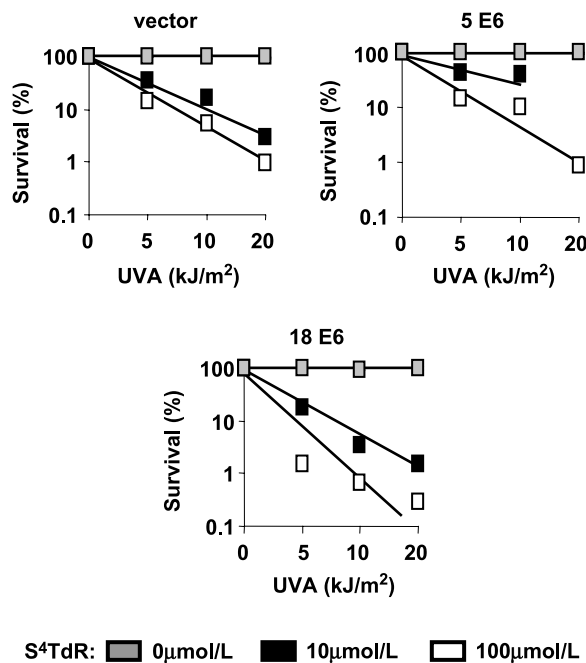 vector
100
10
1
0.1
Survival (%)
0 5 10 20
UVA (kJ/m²)
5 E6
100
10
1
0.1
Survival (%)
0 5 10 20
UVA (kJ/m²)
18 E6
100
10
1
0.1
Survival (%)
0 5 10 20
UVA (kJ/m²)
S⁴TdR: 0μmol/L 10μmol/L 100μmol/L